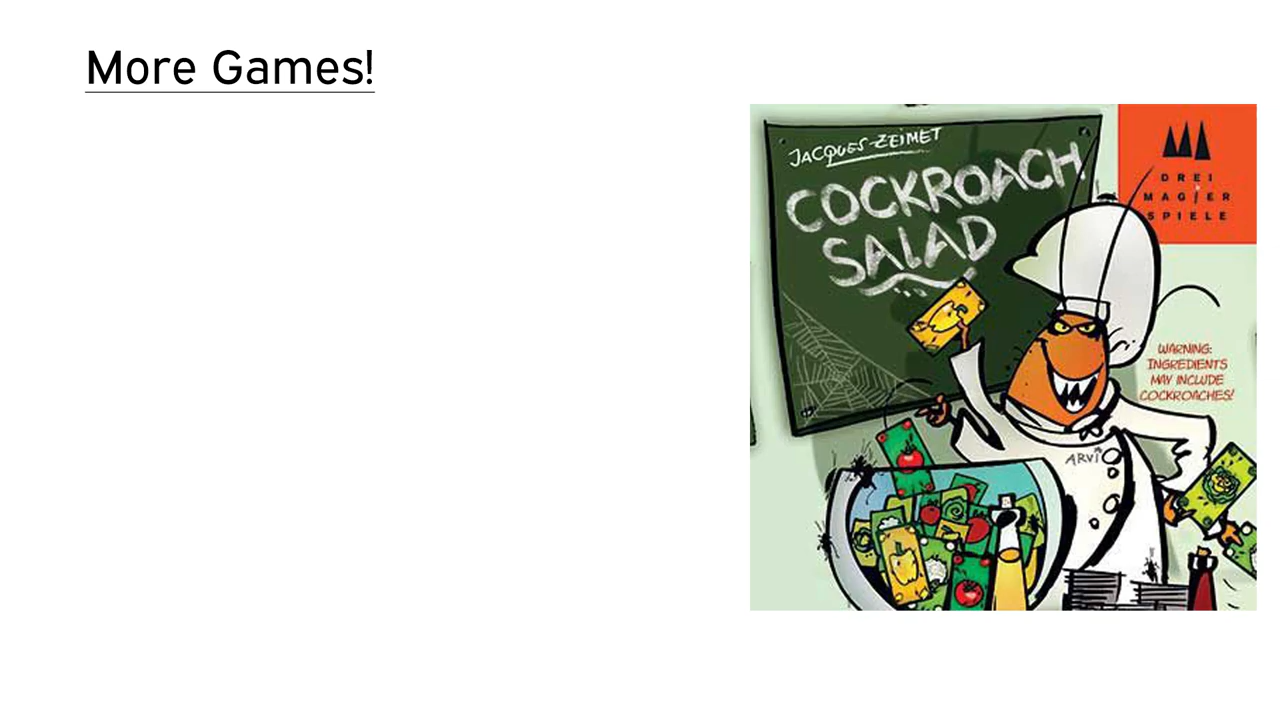 More Games!
JACQUES ZEIMET
COCKROACH
SALAD
DREI
MAGIER
SPIELE
WARNING:
INGREDIENTS
MAY INCLUDE
COCKROACHES!
ARVI